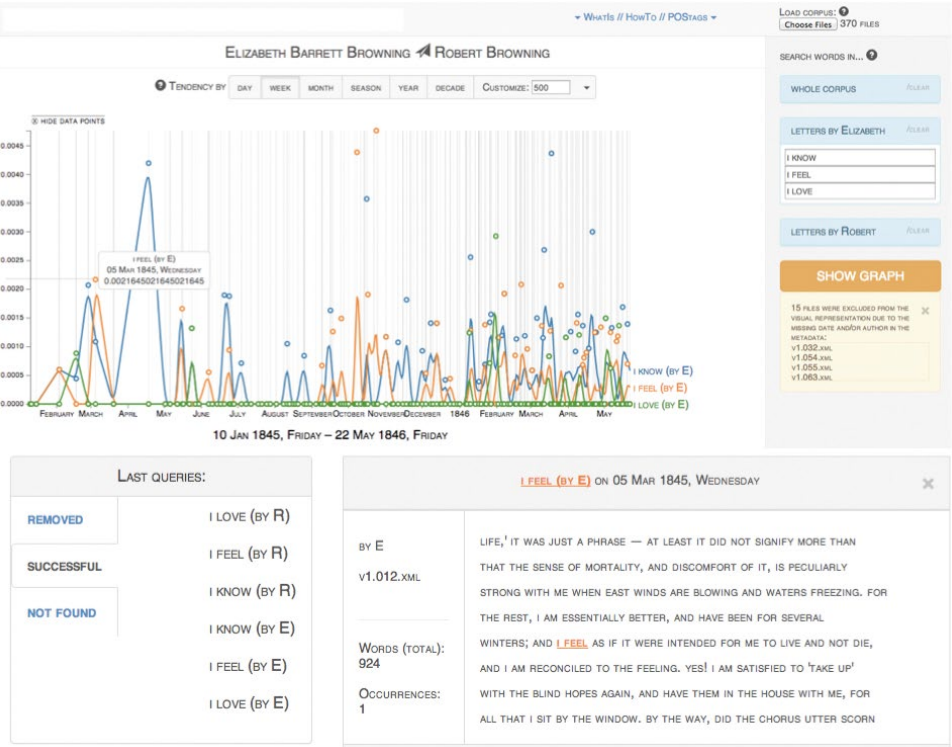 WhatIs // HowTo // POStags
Load corpus: ?
Choose Files 370 files
Elizabeth Barrett Browning Robert Browning
search words in... ?
? Tendency by day week month season year decade Customize: 500
whole corpus /clear
hide data points
letters by Elizabeth /clear
I know
I feel
I love
letters by Robert /clear
Show graph
15 files were excluded from the
visual representation due to the
missing date and/or author in the
metadata:
v1.032.xml
v1.054.xml
v1.055.xml
v1.063.xml
0.0045
0.0040
0.0035
0.0030
0.0025
0.0020
0.0015
0.0010
0.0005
0.0000
I feel (by E)
05 Mar 1845, Wednesday
0.0021645021645021645
I know (by E)
I feel (by E)
I love (by E)
February March April May June July August September October November December 1846 February March April May
10 Jan 1845, Friday – 22 May 1846, Friday
Last queries:
Removed
Successful
Not found
I love (by R)
I feel (by R)
I know (by R)
I know (by E)
I feel (by E)
I love (by E)
I feel (by E) on 05 Mar 1845, Wednesday
by E
v1.012.xml
Words (total):
924
Occurrences:
1
life,' it was just a phrase — at least it did not signify more than
that the sense of mortality, and discomfort of it, is peculiarly
strong with me when east winds are blowing and waters freezing. For
the rest, I am essentially better, and have been for several
winters; and I feel as if it were intended for me to live and not die,
and I am reconciled to the feeling. Yes! I am satisfied to 'take up'
with the blind hopes again, and have them in the house with me, for
all that I sit by the window. By the way, did the chorus utter scorn